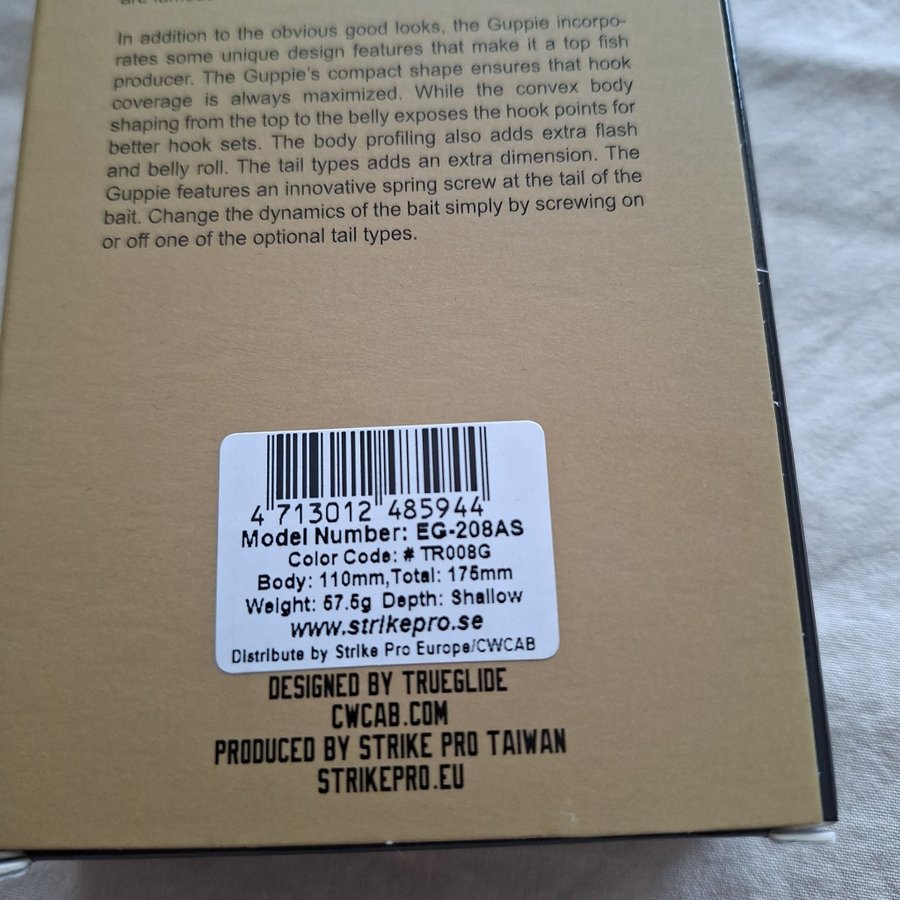 are famous
In addition to the obvious good looks, the Guppie incorpo-
rates some unique design features that make it a top fish
producer. The Guppie's compact shape ensures that hook
coverage is always maximized. While the convex body
shaping from the top to the belly exposes the hook points for
better hook sets. The body profiling also adds extra flash
and belly roll. The tail types adds an extra dimension. The
Guppie features an innovative spring screw at the tail of the
bait. Change the dynamics of the bait simply by screwing on
or off one of the optional tail types.
4 713012 485944
Model Number: EG-208AS
Color Code: # TR008G
Body: 110mm,Total: 175mm
Weight: 57.5g Depth: Shallow
www.strikepro.se
Distribute by Strike Pro Europe/CWCAB
DESIGNED BY TRUEGLIDE
CWCAB.COM
PRODUCED BY STRIKE PRO TAIWAN
STRIKEPRO.EU